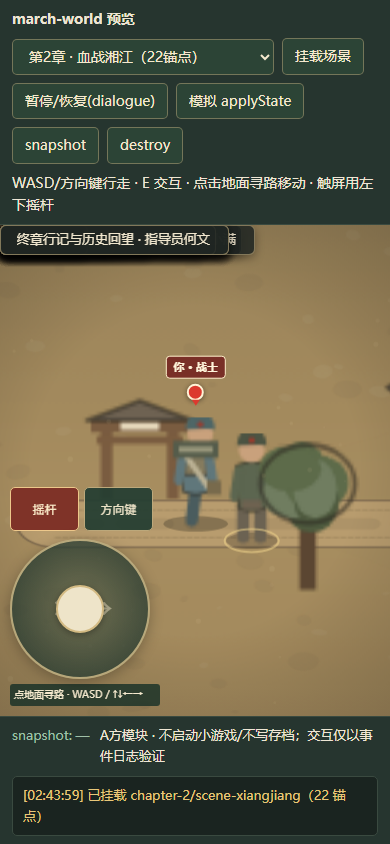 march-world 预览
第2章 · 血战湘江（22锚点）
挂载场景
暂停/恢复(dialogue)
模拟 applyState
snapshot
destroy
WASD/方向键行走 · E 交互 · 点击地面寻路移动 · 触屏用左
下摇杆
终章行记与历史回望 · 指导员何文
你 · 战士
摇杆
方向键
点地面寻路 · WASD / ↑↓←→
snapshot: —
A方模块 · 不启动小游戏/不写存档；交互仅以事
件日志验证
[02:43:59] 已挂载 chapter-2/scene-xiangjiang（22 锚
点）